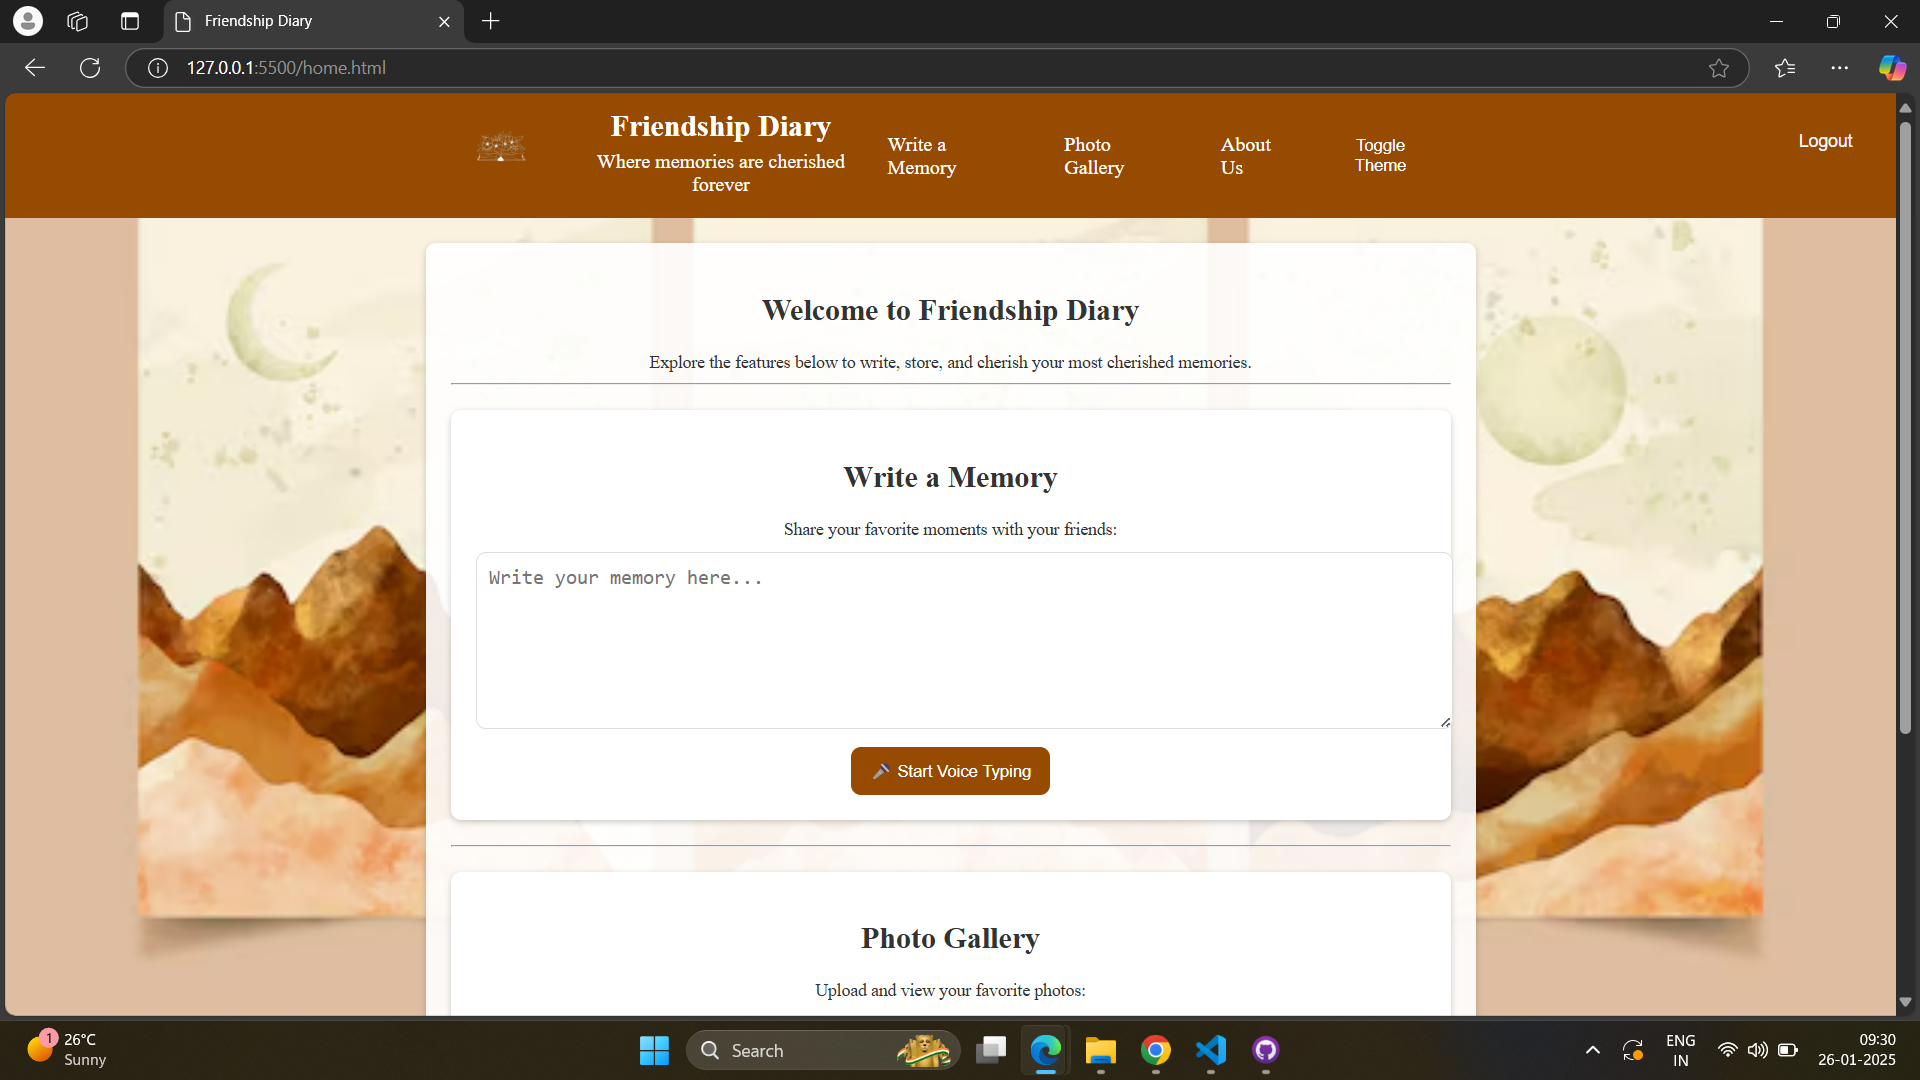 Friendship Diary
127.0.0.1:5500/home.html
Friendship Diary
Where memories are cherished
forever
Write a
Memory
Photo
Gallery
About
Us
Toggle
Theme
Logout
Welcome to Friendship Diary
Explore the features below to write, store, and cherish your most cherished memories.
Write a Memory
Share your favorite moments with your friends:
Write your memory here...
🎤 Start Voice Typing
Photo Gallery
Upload and view your favorite photos:
1
26°C
Sunny
Search
ENG
IN
09:30
26-01-2025